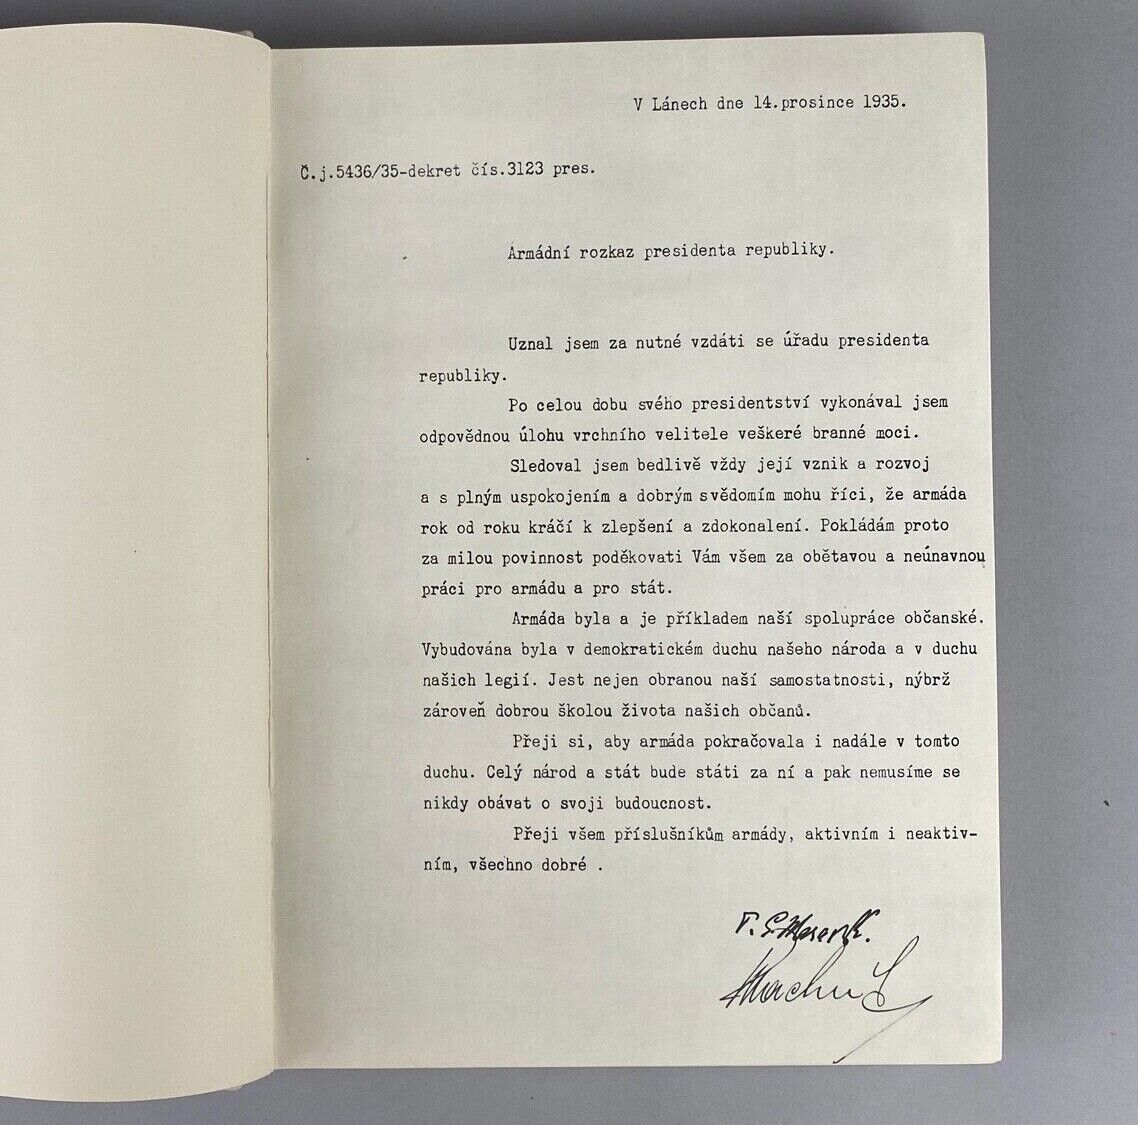 V Lánech dne 14.prosince 1935.
Č.j.5436/35-dekret čís.3123 pres.
Armádní rozkaz presidenta republiky.
Uznal jsem za nutné vzdáti se úřadu presidenta
republiky.
Po celou dobu svého presidentství vykonával jsem
odpovědnou úlohu vrchního velitele veškeré branné moci.
Sledoval jsem bedlivě vždy její vznik a rozvoj
a s plným uspokojením a dobrým svědomím mohu říci, že armáda
rok od roku kráčí k zlepšení a zdokonalení. Pokládám proto
za milou povinnost poděkovati Vám všem za obětavou a neúnavnou
práci pro armádu a pro stát.
Armáda byla a je příkladem naší spolupráce občanské.
Vybudována byla v demokratickém duchu našeho národa a v duchu
našich legií. Jest nejen obranou naší samostatnosti, nýbrž
zároveň dobrou školou života našich občanů.
Přeji si, aby armáda pokračovala i nadále v tomto
duchu. Celý národ a stát bude státi za ní a pak nemusíme se
nikdy obávat o svoji budoucnost.
Přeji všem příslušníkům armády, aktivním i neaktiv-
ním, všechno dobré .
T. G. Masaryk.